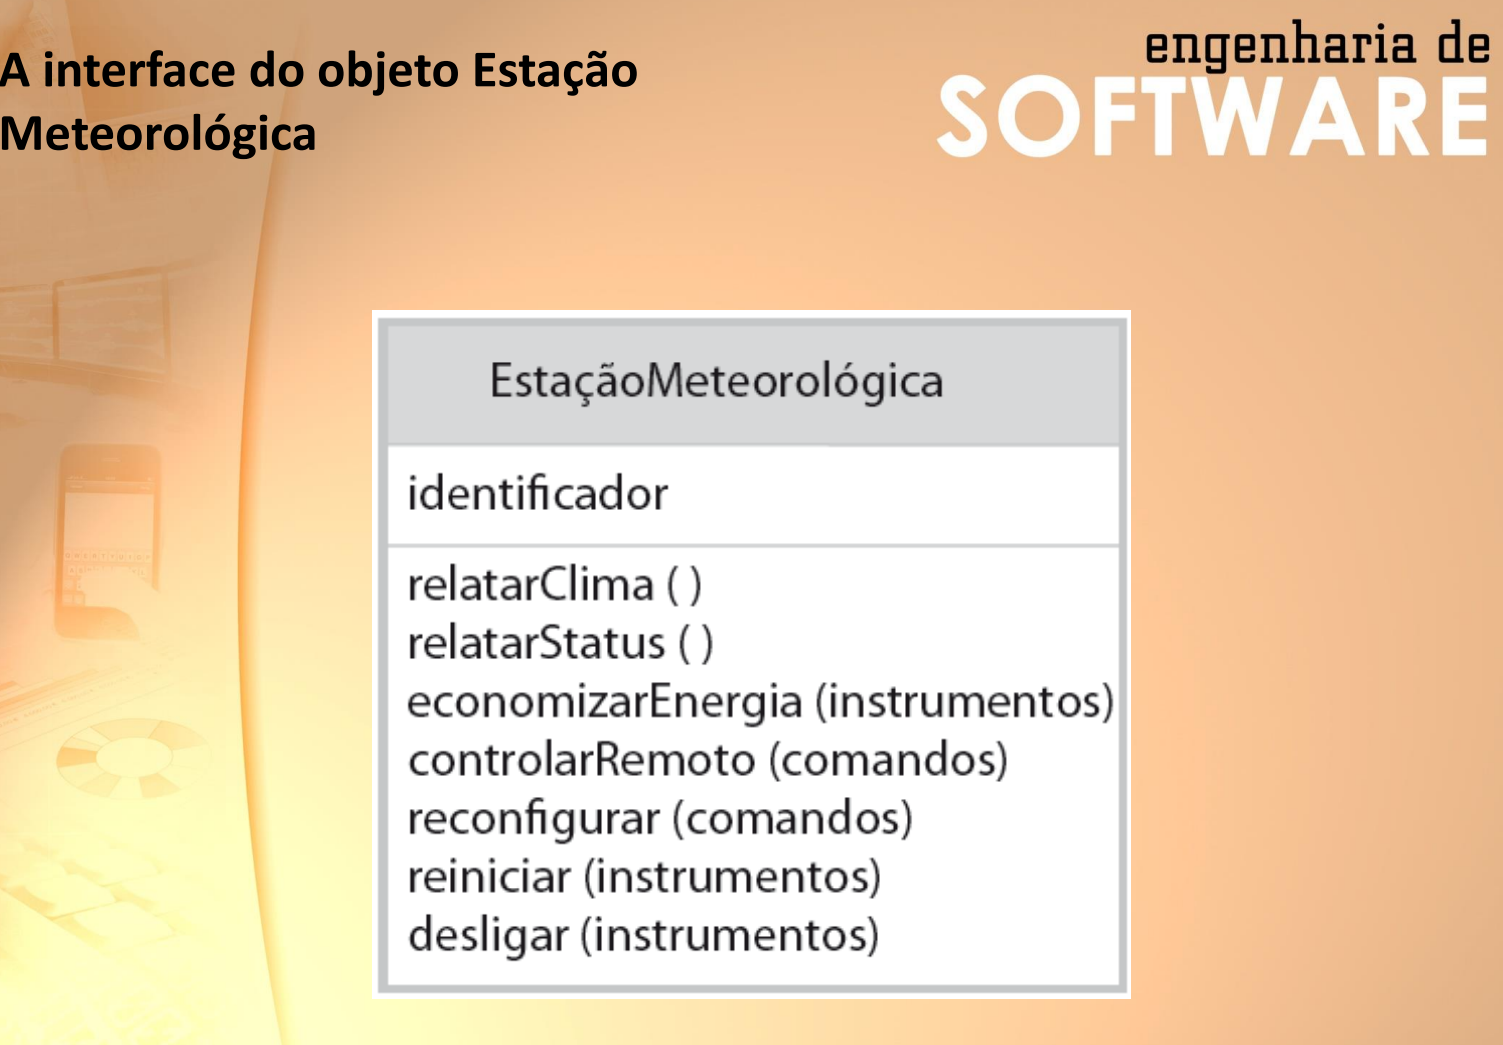 A interface do objeto Estação
Meteorológica
engenharia de
SOFTWARE
EstaçãoMeteorológica
identificador
relatarClima ( )
relatarStatus ( )
economizarEnergia (instrumentos)
controlarRemoto (comandos)
reconfigurar (comandos)
reiniciar (instrumentos)
desligar (instrumentos)